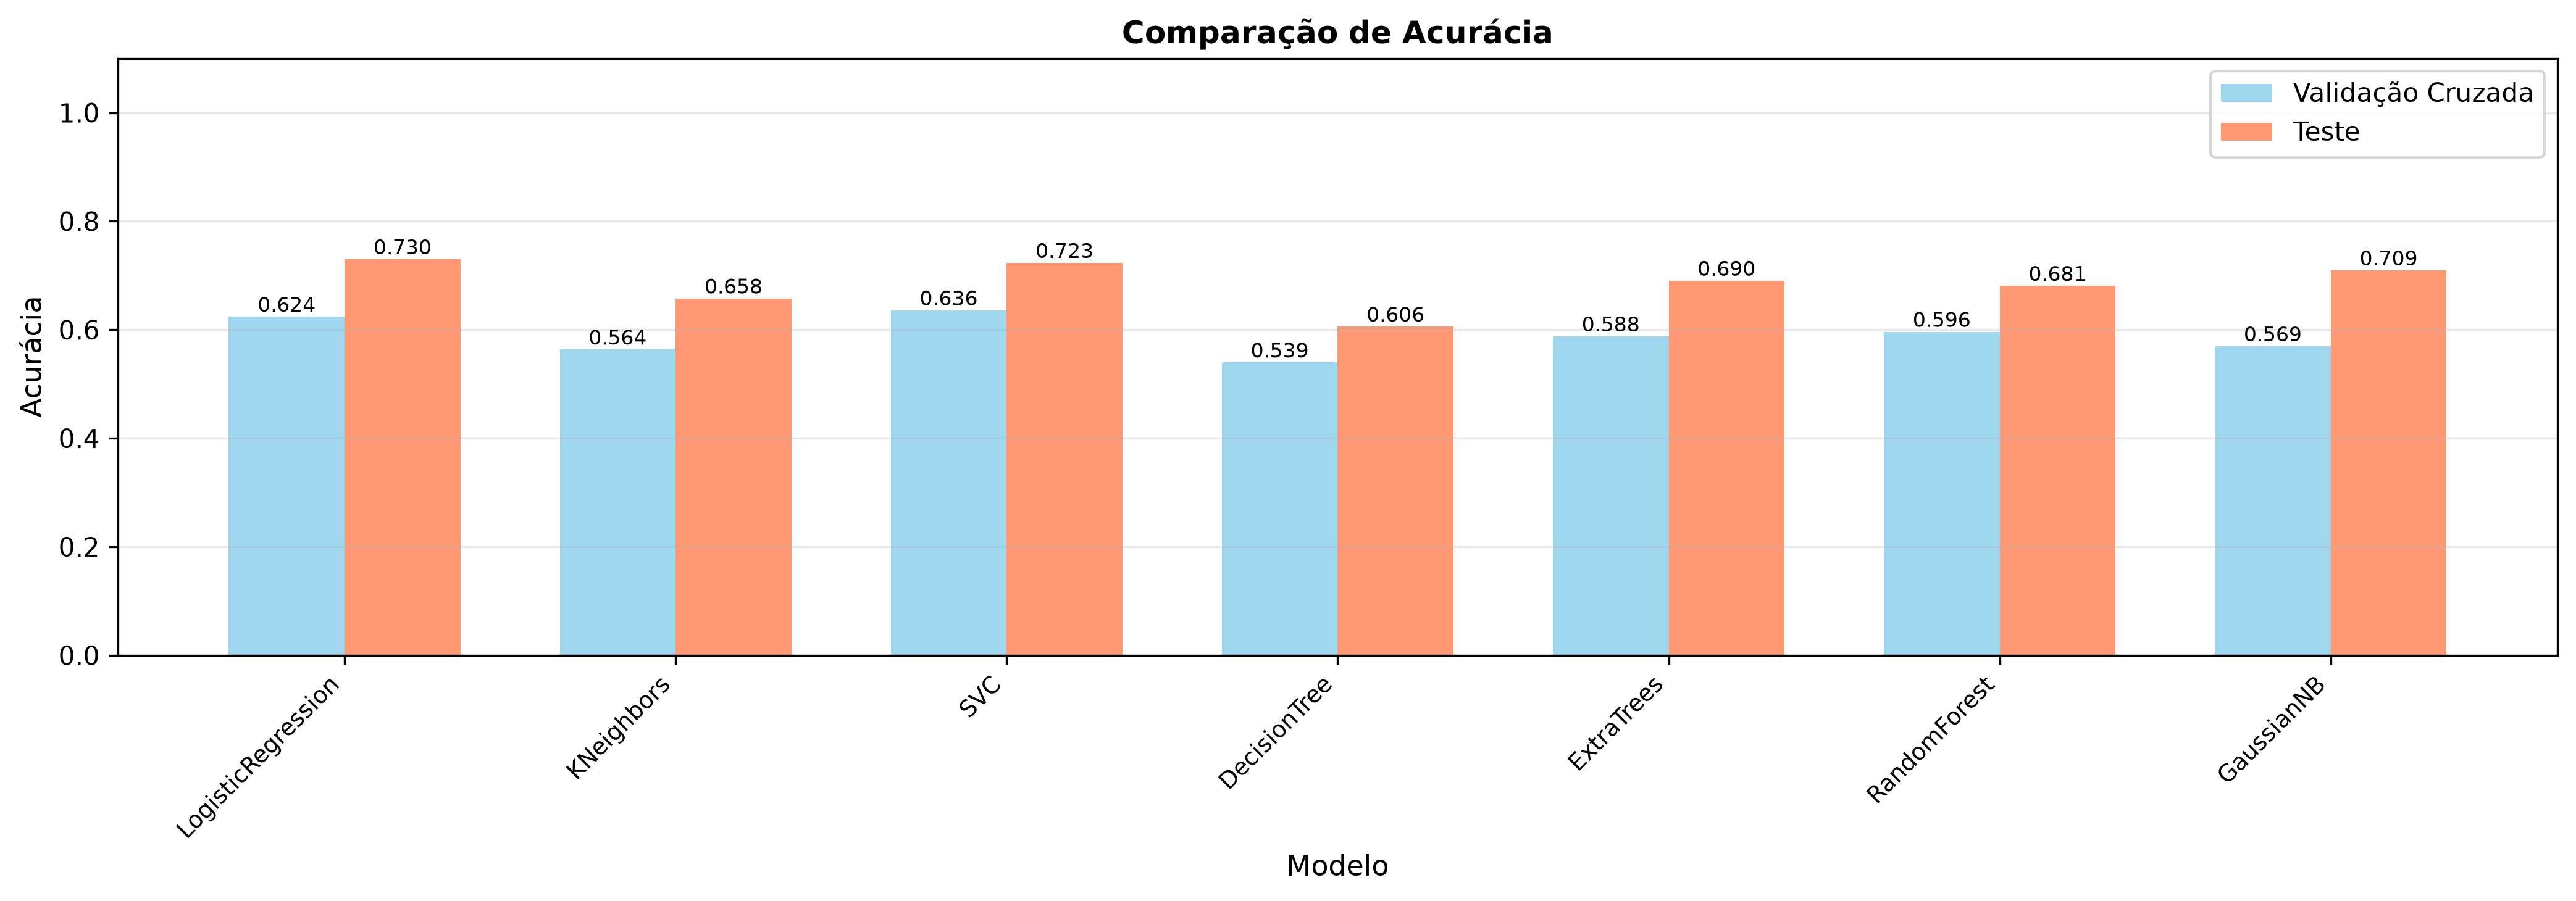 Comparação de Acurácia
Validação Cruzada
Teste
Acurácia
1.0
0.8
0.6
0.4
0.2
0.0
0.624
0.730
0.564
0.658
0.636
0.723
0.539
0.606
0.588
0.690
0.596
0.681
0.569
0.709
LogisticRegression
KNeighbors
SVC
DecisionTree
ExtraTrees
RandomForest
GaussianNB
Modelo